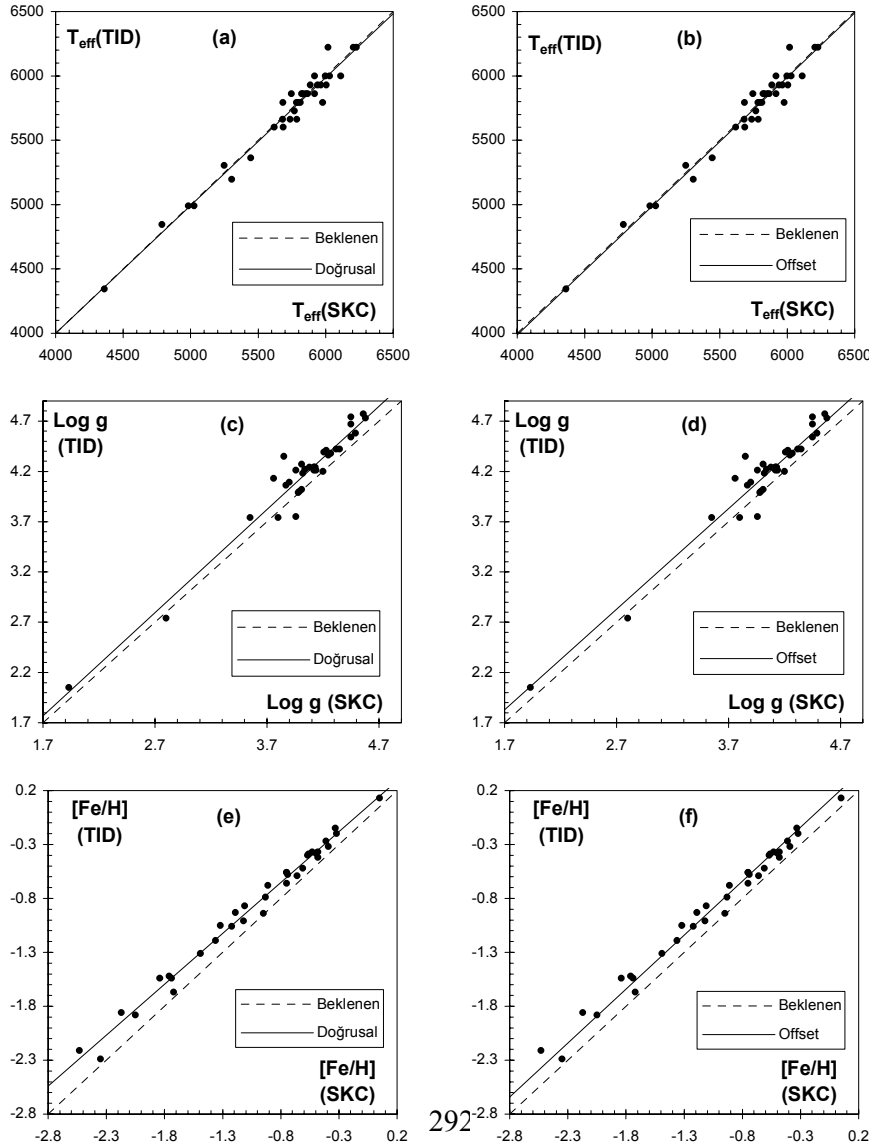 6500
6000
5500
5000
4500
4000
T_eff(TID)
(a)
Beklenen
Doğrusal
T_eff(SKC)
4000 4500 5000 5500 6000 6500
6500
6000
5500
5000
4500
4000
T_eff(TID)
(b)
Beklenen
Offset
T_eff(SKC)
4000 4500 5000 5500 6000 6500
4.7
4.2
3.7
3.2
2.7
2.2
1.7
Log g
(TID)
(c)
Beklenen
Doğrusal
Log g (SKC)
1.7 2.7 3.7 4.7
4.7
4.2
3.7
3.2
2.7
2.2
1.7
Log g
(TID)
(d)
Beklenen
Offset
Log g (SKC)
1.7 2.7 3.7 4.7
0.2
-0.3
-0.8
-1.3
-1.8
-2.3
-2.8
[Fe/H]
(TID)
(e)
Beklenen
Doğrusal
[Fe/H]
(SKC)
-2.8 -2.3 -1.8 -1.3 -0.8 -0.3 0.2
0.2
-0.3
-0.8
-1.3
-1.8
-2.3
-2.8
[Fe/H]
(TID)
(f)
Beklenen
Offset
[Fe/H]
(SKC)
-2.8 -2.3 -1.8 -1.3 -0.8 -0.3 0.2
292